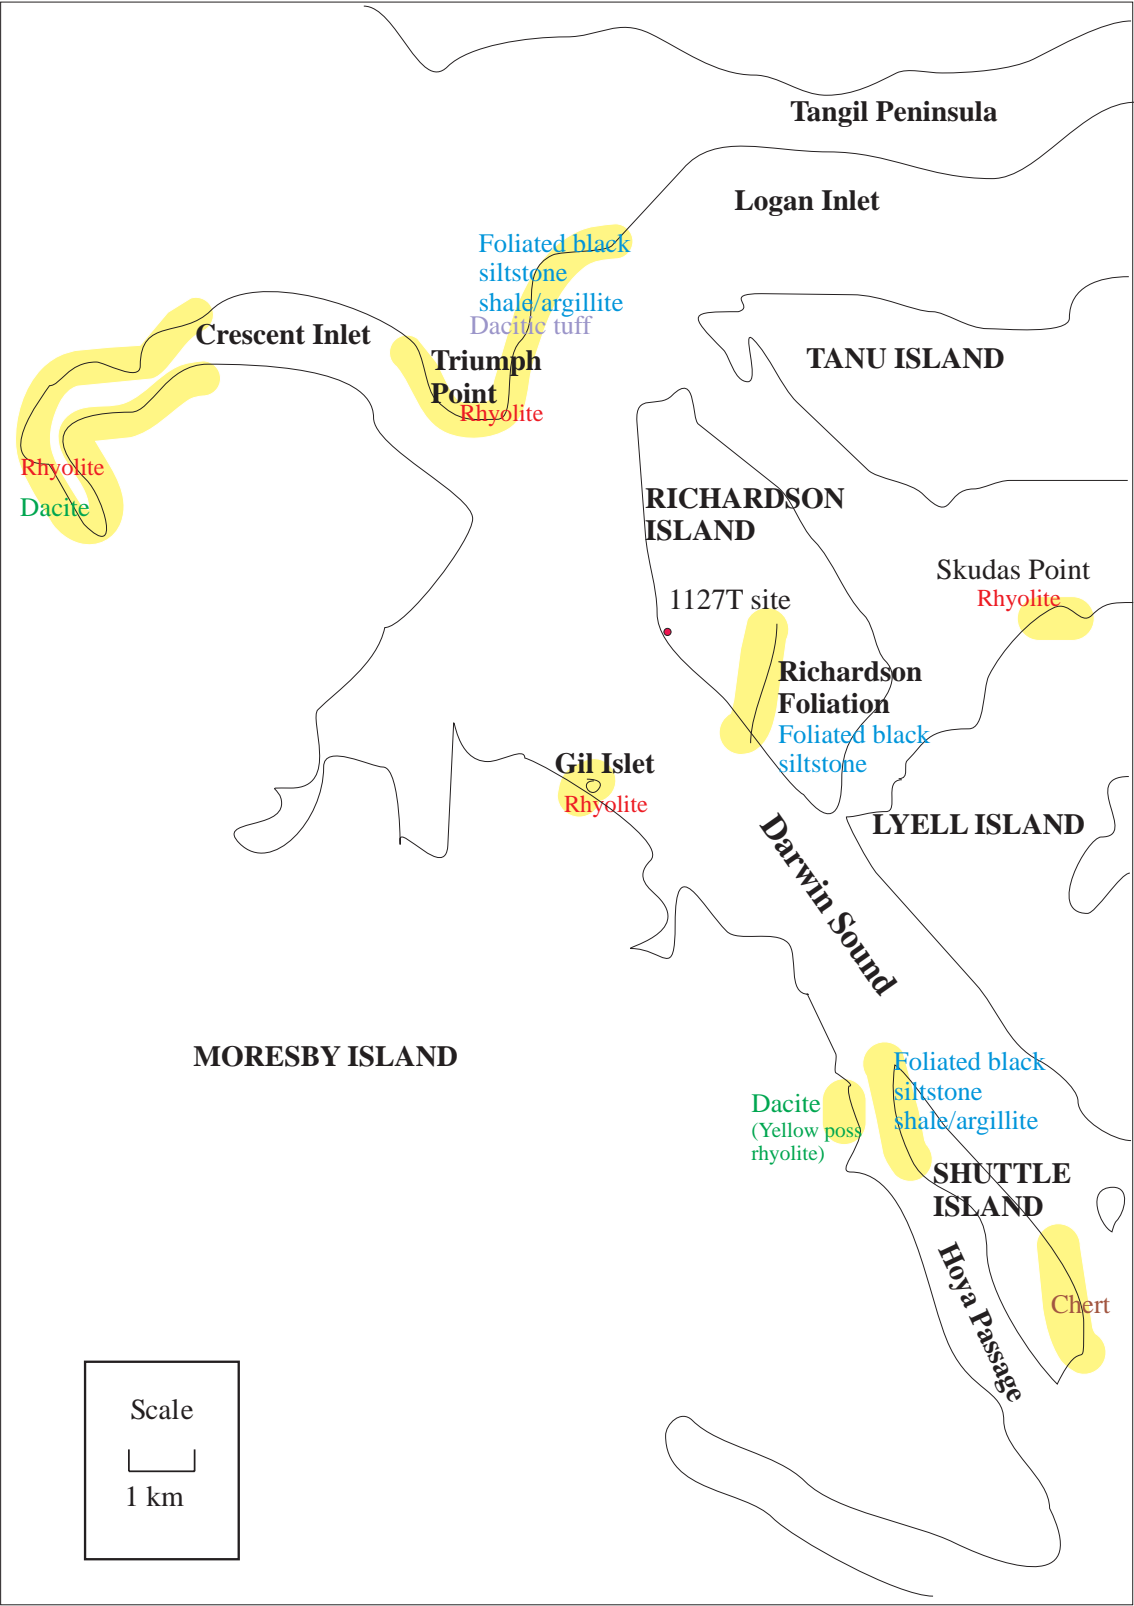 Tangil Peninsula
Logan Inlet
Foliated black
siltstone
shale/argillite
Dacitic tuff
Crescent Inlet
Triumph
Point
Rhyolite
TANU ISLAND
Rhyolite
Dacite
RICHARDSON
ISLAND
Skudas Point
Rhyolite
1127T site
Richardson
Foliation
Foliated black
siltstone
Gil Islet
Rhyolite
LYELL ISLAND
Darwin Sound
MORESBY ISLAND
Foliated black
siltstone
shale/argillite
Dacite
(Yellow poss
rhyolite)
SHUTTLE
ISLAND
Hoya Passage
Chert
Scale
1 km